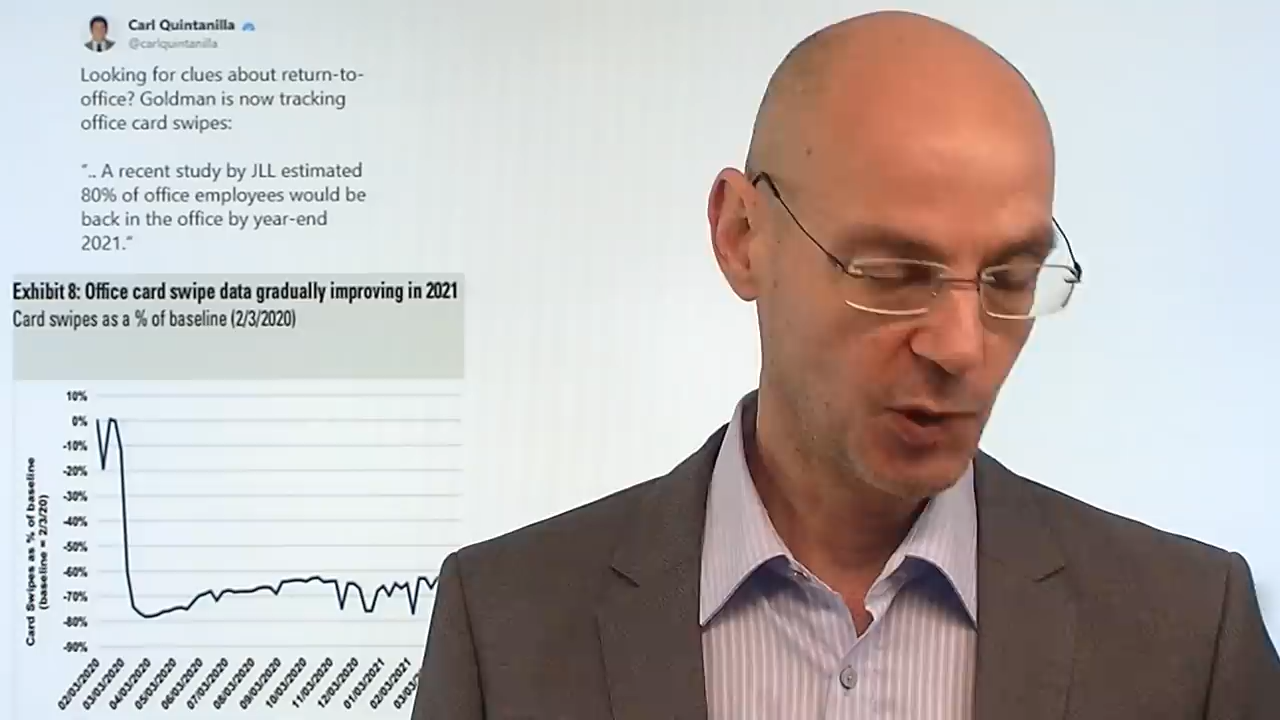 Carl Quintanilla
@carlquintanilla
Looking for clues about return-to-
office? Goldman is now tracking
office card swipes:
“.. A recent study by JLL estimated
80% of office employees would be
back in the office by year-end
2021.”
Exhibit 8: Office card swipe data gradually improving in 2021
Card swipes as a % of baseline (2/3/2020)
10%
0%
-10%
-20%
-30%
-40%
-50%
-60%
-70%
-80%
-90%
Card Swipes as % of baseline
(baseline = 2/3/20)
02/03/2020
03/03/2020
04/03/2020
05/03/2020
06/03/2020
07/03/2020
08/03/2020
09/03/2020
10/03/2020
11/03/2020
12/03/2020
01/03/2021
02/03/2021
03/03/